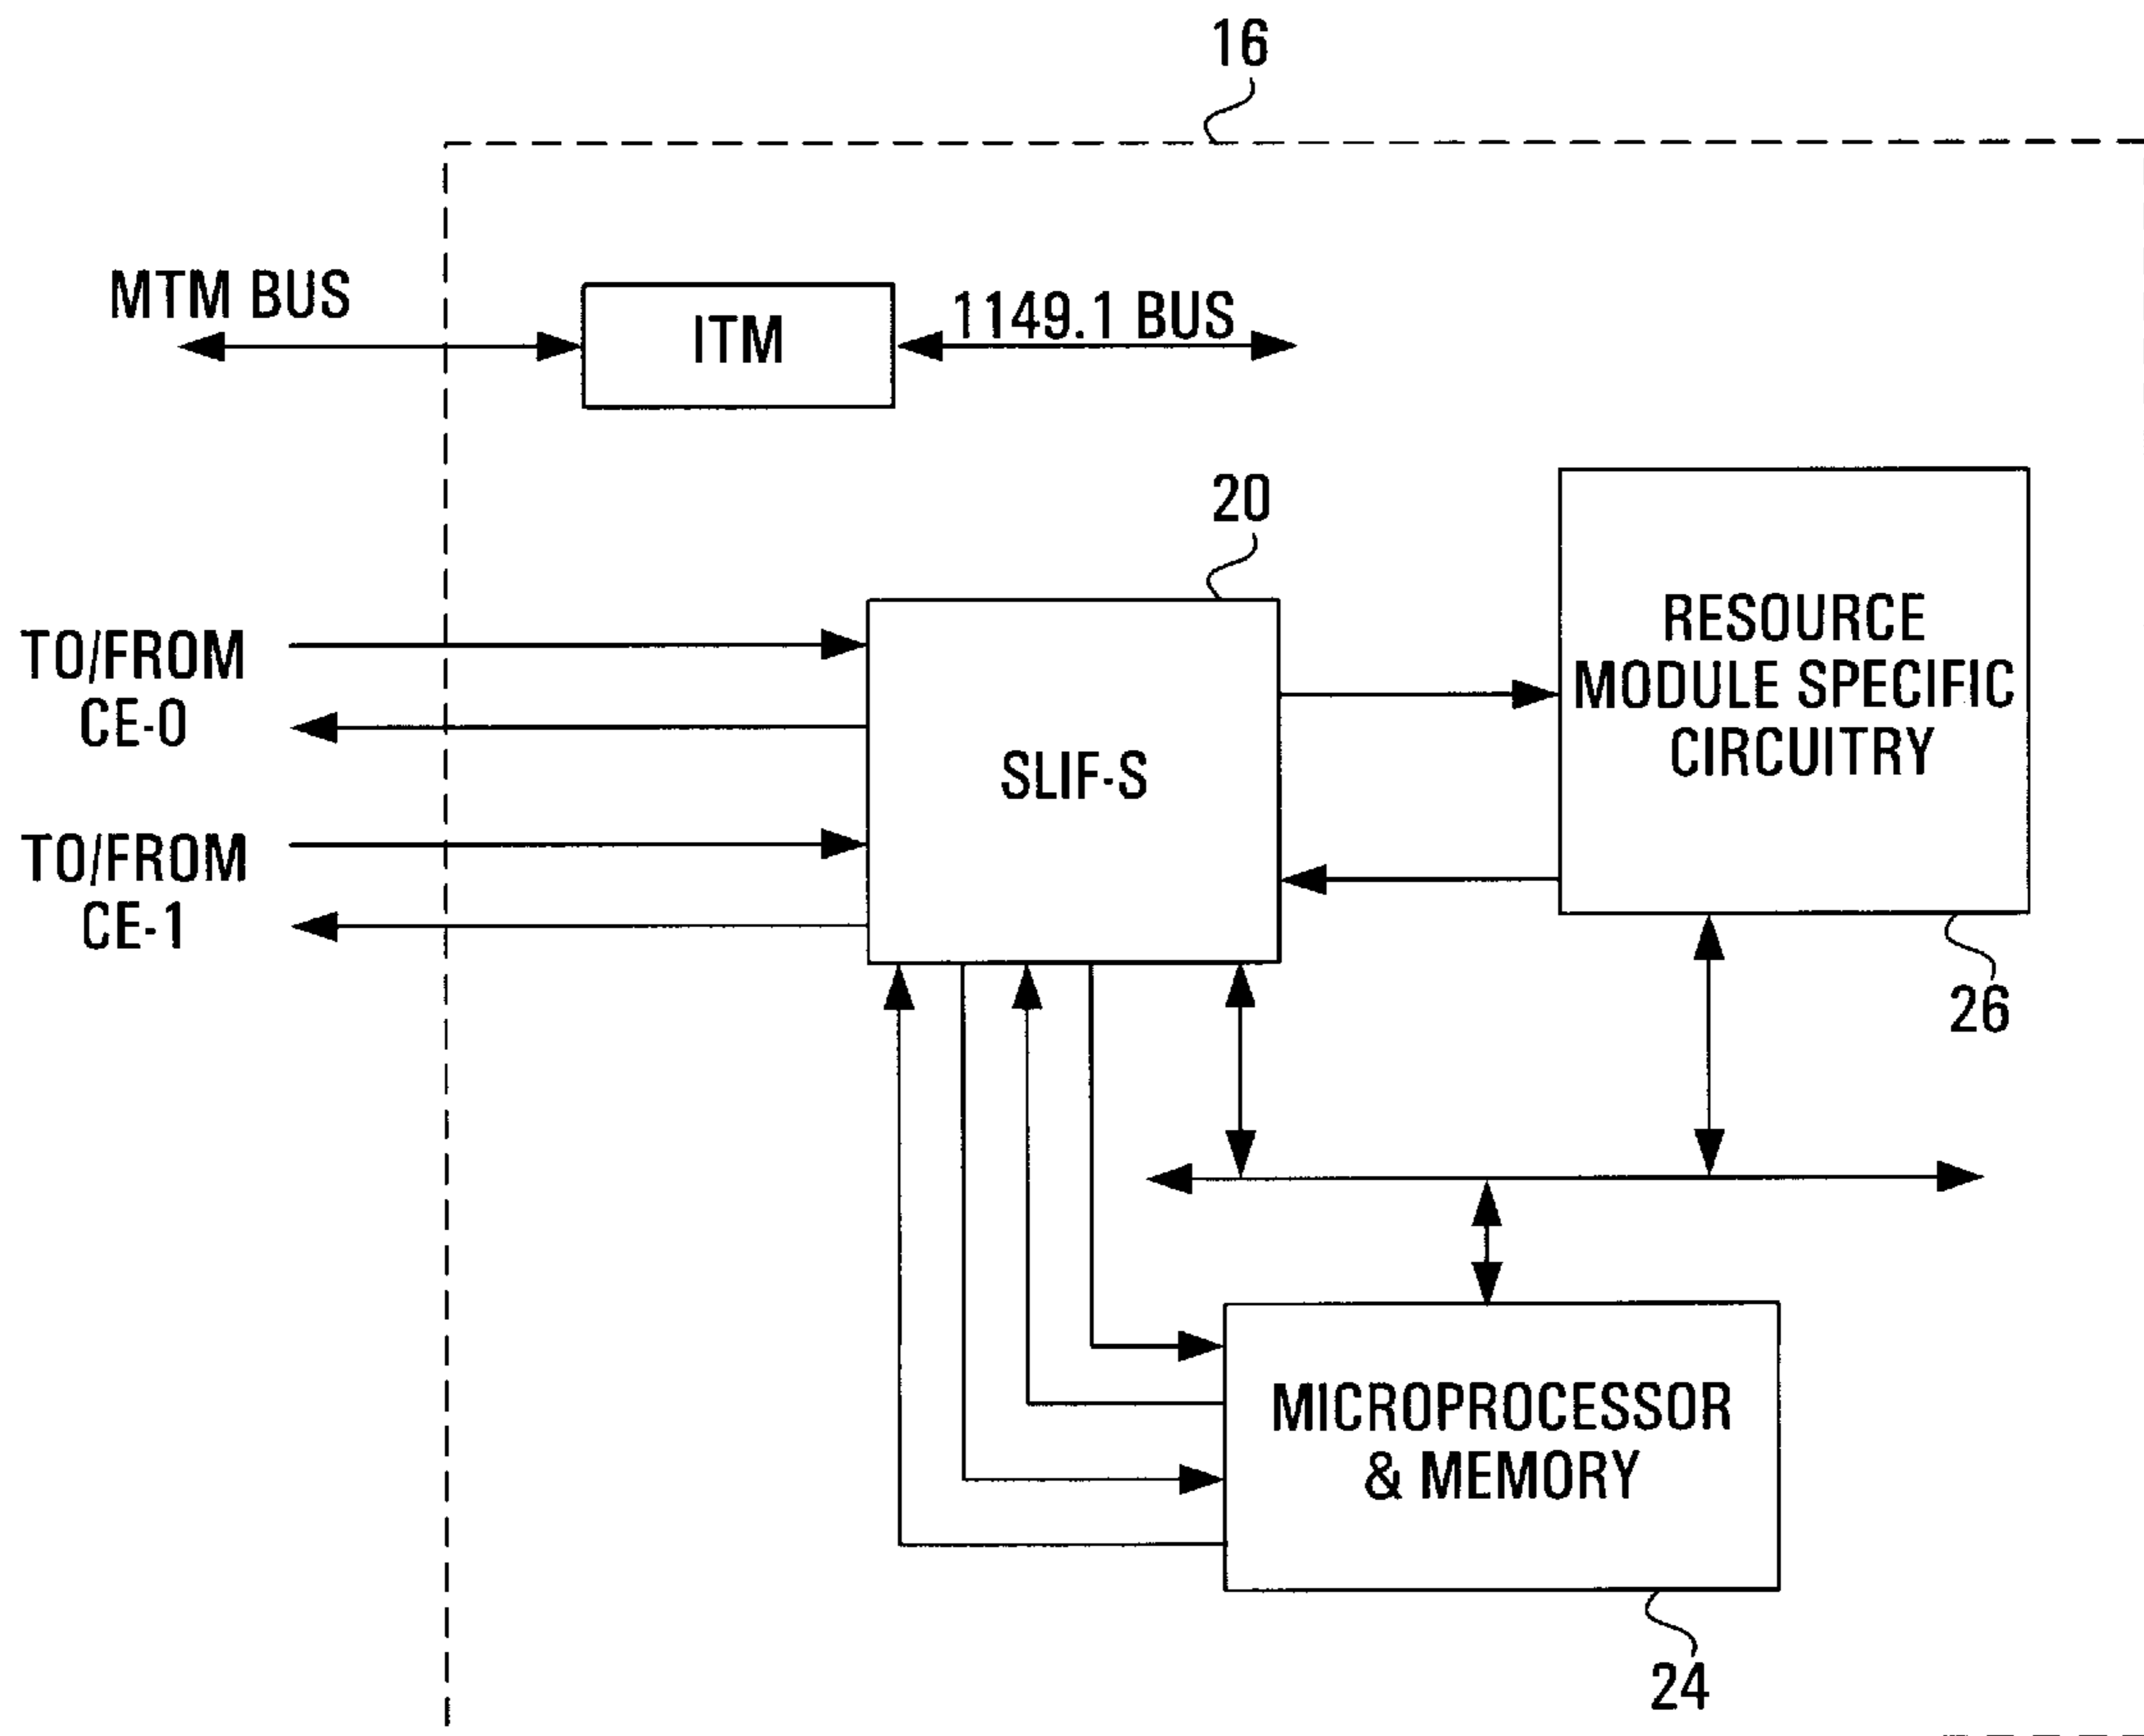 16
MTM BUS
ITM
1149.1 BUS
20
RESOURCE
MODULE SPECIFIC
CIRCUITRY
TO/FROM
CE-0
SLIF-S
TO/FROM
CE-1
26
MICROPROCESSOR
& MEMORY
24